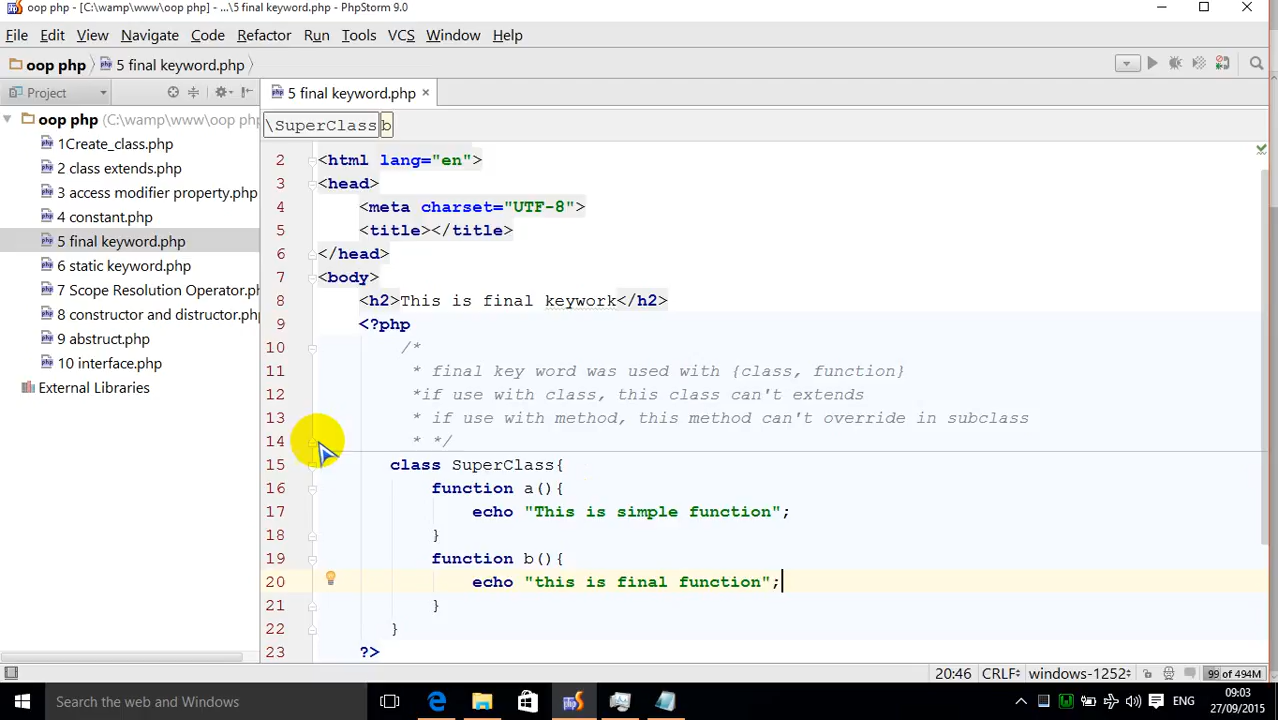 oop php - [C:\wamp\www\oop php] - ...\5 final keyword.php - PhpStorm 9.0
File Edit View Navigate Code Refactor Run Tools VCS Window Help
oop php 5 final keyword.php
Project
5 final keyword.php
\SuperClass b
oop php (C:\wamp\www\oop php
1Create_class.php
2 class extends.php
3 access modifier property.php
4 constant.php
5 final keyword.php
6 static keyword.php
7 Scope Resolution Operator.p
8 constructor and distructor.php
9 abstruct.php
10 interface.php
External Libraries
2 <html lang="en">
3 <head>
4 <meta charset="UTF-8">
5 <title></title>
6 </head>
7 <body>
8 <h2>This is final keywork</h2>
9 <?php
10 /*
11 * final key word was used with {class, function}
12 *if use with class, this class can't extends
13 * if use with method, this method can't override in subclass
14 * */
15 class SuperClass{
16 function a(){
17 echo "This is simple function";
18 }
19 function b(){
20 echo "this is final function";
21 }
22 }
23 ?>
20:46 CRLF windows-1252 99 of 494M
Search the web and Windows
ENG
09:03
27/09/2015